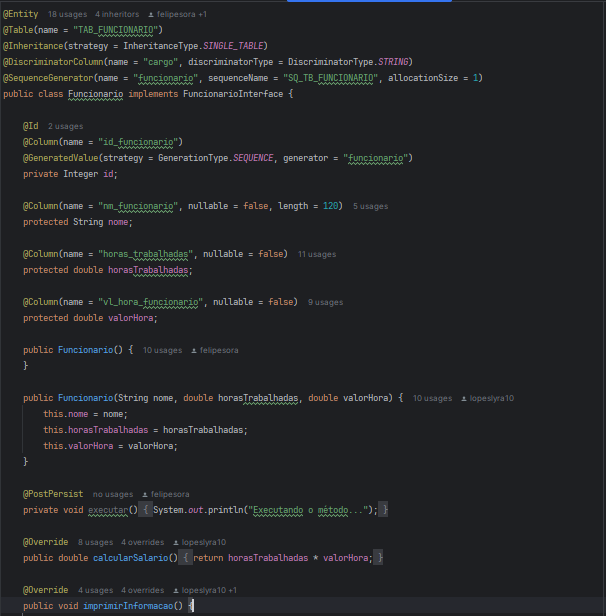 @Entity 18 usages 4 inheritors felipesora +1
@Table(name = "TAB_FUNCIONARIO")
@Inheritance(strategy = InheritanceType.SINGLE_TABLE)
@DiscriminatorColumn(name = "cargo", discriminatorType = DiscriminatorType.STRING)
@SequenceGenerator(name = "funcionario", sequenceName = "SQ_TB_FUNCIONARIO", allocationSize = 1)
public class Funcionario implements FuncionarioInterface {
@Id 2 usages
@Column(name = "id_funcionario")
@GeneratedValue(strategy = GenerationType.SEQUENCE, generator = "funcionario")
private Integer id;
@Column(name = "nm_funcionario", nullable = false, length = 120) 5 usages
protected String nome;
@Column(name = "horas_trabalhadas", nullable = false) 11 usages
protected double horasTrabalhadas;
@Column(name = "vl_hora_funcionario", nullable = false) 9 usages
protected double valorHora;
public Funcionario() { 10 usages felipesora
}
public Funcionario(String nome, double horasTrabalhadas, double valorHora) { 10 usages lopeslyra10
this.nome = nome;
this.horasTrabalhadas = horasTrabalhadas;
this.valorHora = valorHora;
}
@PostPersist no usages felipesora
private void executar() { System.out.println("Executando o método..."); }
@Override 8 usages 4 overrides lopeslyra10
public double calcularSalario() { return horasTrabalhadas * valorHora; }
@Override 4 usages 4 overrides lopeslyra10 +1
public void imprimirInformacao() {